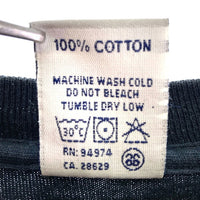 100% COTTON
MACHINE WASH COLD
DO NOT BLEACH
TUMBLE DRY LOW
30°C
RN: 94974
CA. 28629